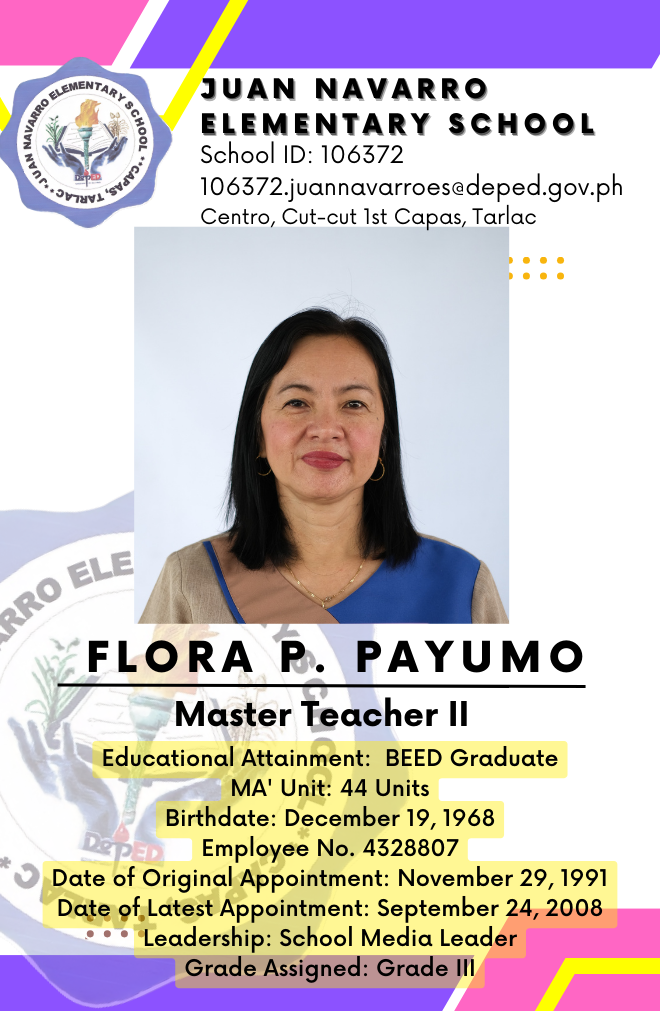 JUAN NAVARRO ELEMENTARY SCHOOL
* CAPAS, TARLAC *
DepED
JUAN NAVARRO
ELEMENTARY SCHOOL
School ID: 106372
106372.juannavarroes@deped.gov.ph
Centro, Cut-cut 1st Capas, Tarlac
FLORA P. PAYUMO
Master Teacher II
Educational Attainment: BEED Graduate
MA' Unit: 44 Units
Birthdate: December 19, 1968
Employee No. 4328807
Date of Original Appointment: November 29, 1991
Date of Latest Appointment: September 24, 2008
Leadership: School Media Leader
Grade Assigned: Grade III